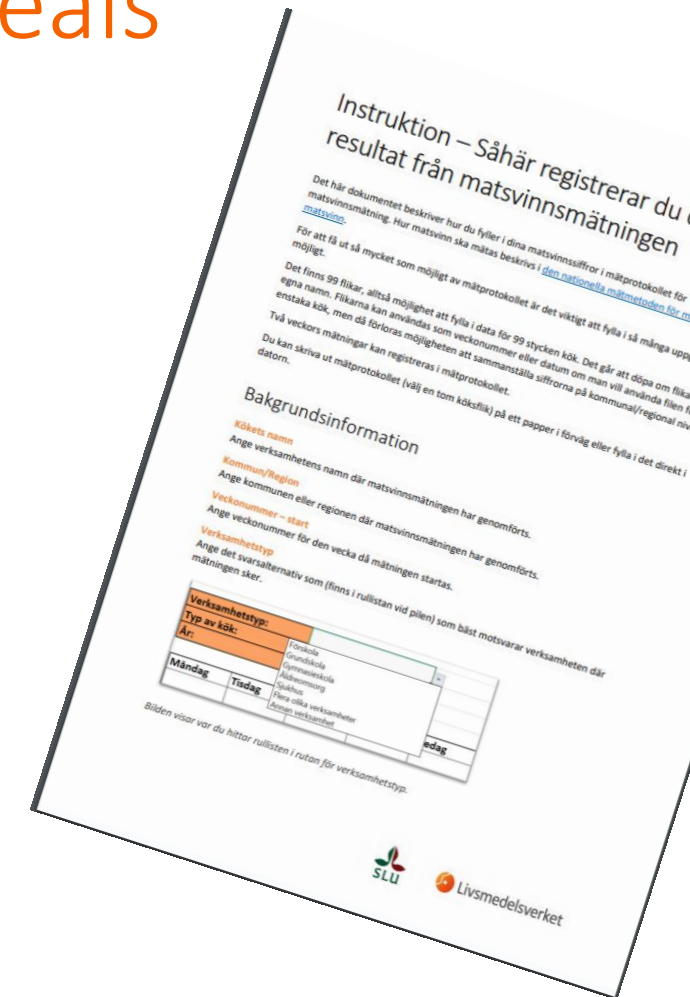 eals
Instruktion – Såhär registrerar du
resultat från matsvinnsmätningen
Det här dokumentet beskriver hur du fyller i dina matsvinnssiffror i mätprotokollet för
matsvinnsmätning. Hur matsvinn ska mätas beskrivs i den nationella mätmetoden för
matsvinn.
För att få ut så mycket som möjligt av mätprotokollet är det viktigt att fylla i så många
möjligt.
Det finns 99 flikar, alltså möjlighet att fylla i data för 99 stycken kök. Det går att döpa om
egna namn. Flikarna kan användas som veckonummer eller datum om man vill använda filen
enstaka kök, men då förloras möjligheten att sammanställa siffrorna på kommunal/regional
Två veckors mätningar kan registreras i mätprotokollet.
Du kan skriva ut mätprotokollet (välj en tom köksflik) på ett papper i förväg eller fylla i det direkt i
datorn.
Bakgrundsinformation
Kökets namn
Ange verksamhetens namn där matsvinnsmätningen har genomförts.
Kommun/Region
Ange kommunen eller regionen där matsvinnsmätningen har genomförts.
Veckonummer – start
Ange veckonummer för den vecka då mätningen startas.
Verksamhetstyp
Ange det svarsalternativ som (finns i rullistan vid pilen) som bäst motsvarar verksamheten där
mätningen sker.
Verksamhetstyp:
Typ av kök:
År:
Förskola
Grundskola
Gymnasieskola
Äldreomsorg
Sjukhus
Flera olika verksamheter
Annan verksamhet
Måndag Tisdag edag
Bilden visar var du hittar rullisten i rutan för verksamhetstyp.
SLU Livsmedelsverket